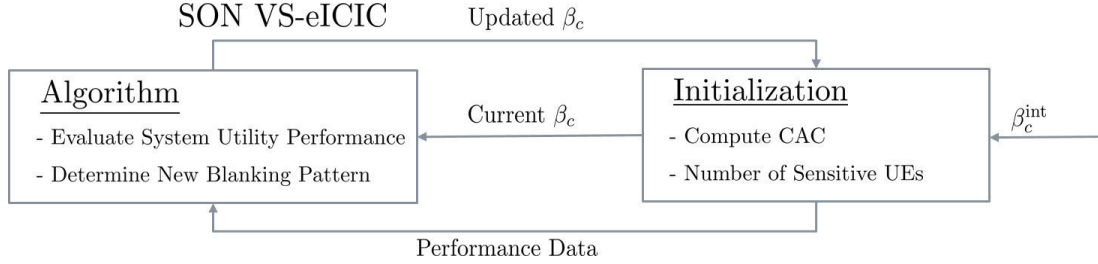 SON VS-eICIC
Updated β_c
Algorithm
- Evaluate System Utility Performance
- Determine New Blanking Pattern
Current β_c
Initialization
- Compute CAC
- Number of Sensitive UEs
β_c^int
Performance Data